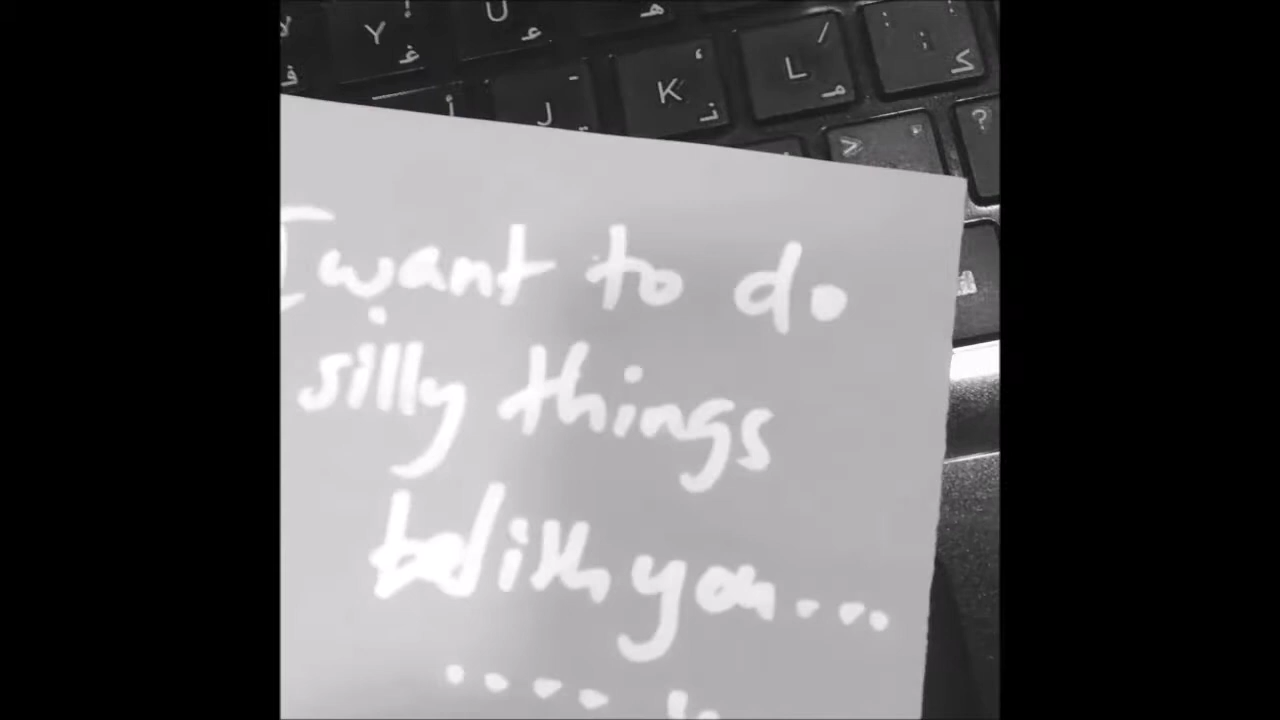 Y غ U ع ه
J K ، ن L / م : ; ك
> ?
I want to do
silly things
with you...
....